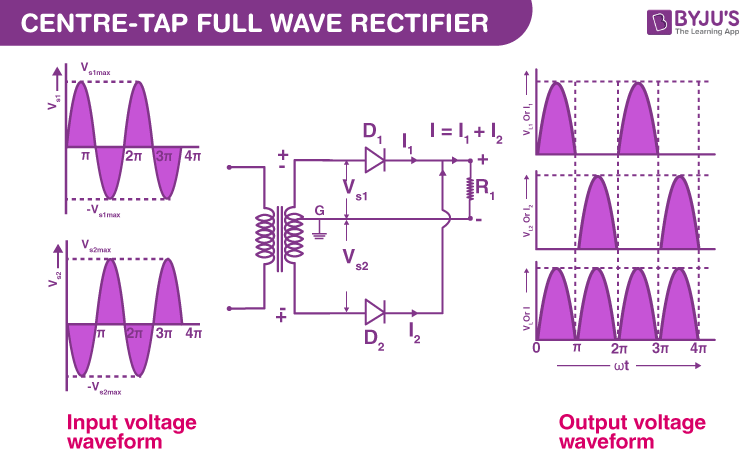 CENTRE-TAP FULL WAVE RECTIFIER
BYJU'S
The Learning App
Vs1max
Vs1
π 2π 3π 4π
-Vs1max
Vs2max
Vs2
π 2π 3π 4π
-Vs2max
Input voltage
waveform
D1
I1
I = I1 + I2
+
-
+
Vs1
R1
G
-
Vs2
-
+
D2
I2
VL1 Or I1
VL2 Or I2
VL Or I
0 π 2π 3π 4π
ωt
Output voltage
waveform